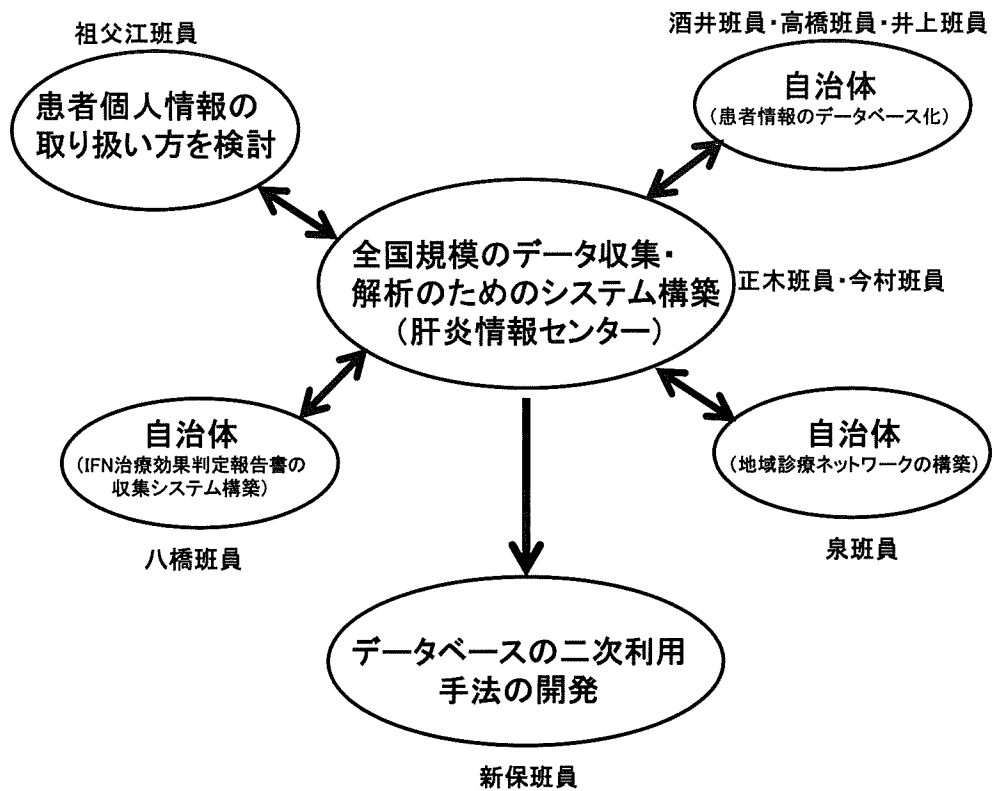 祖父江班員
患者個人情報の
取り扱い方を検討
酒井班員・高橋班員・井上班員
自治体
(患者情報のデータベース化)
全国規模のデータ収集・
解析のためのシステム構築
(肝炎情報センター)
正木班員・今村班員
自治体
(IFN治療効果判定報告書の
収集システム構築)
八橋班員
自治体
(地域診療ネットワークの構築)
泉班員
データベースの二次利用
手法の開発
新保班員